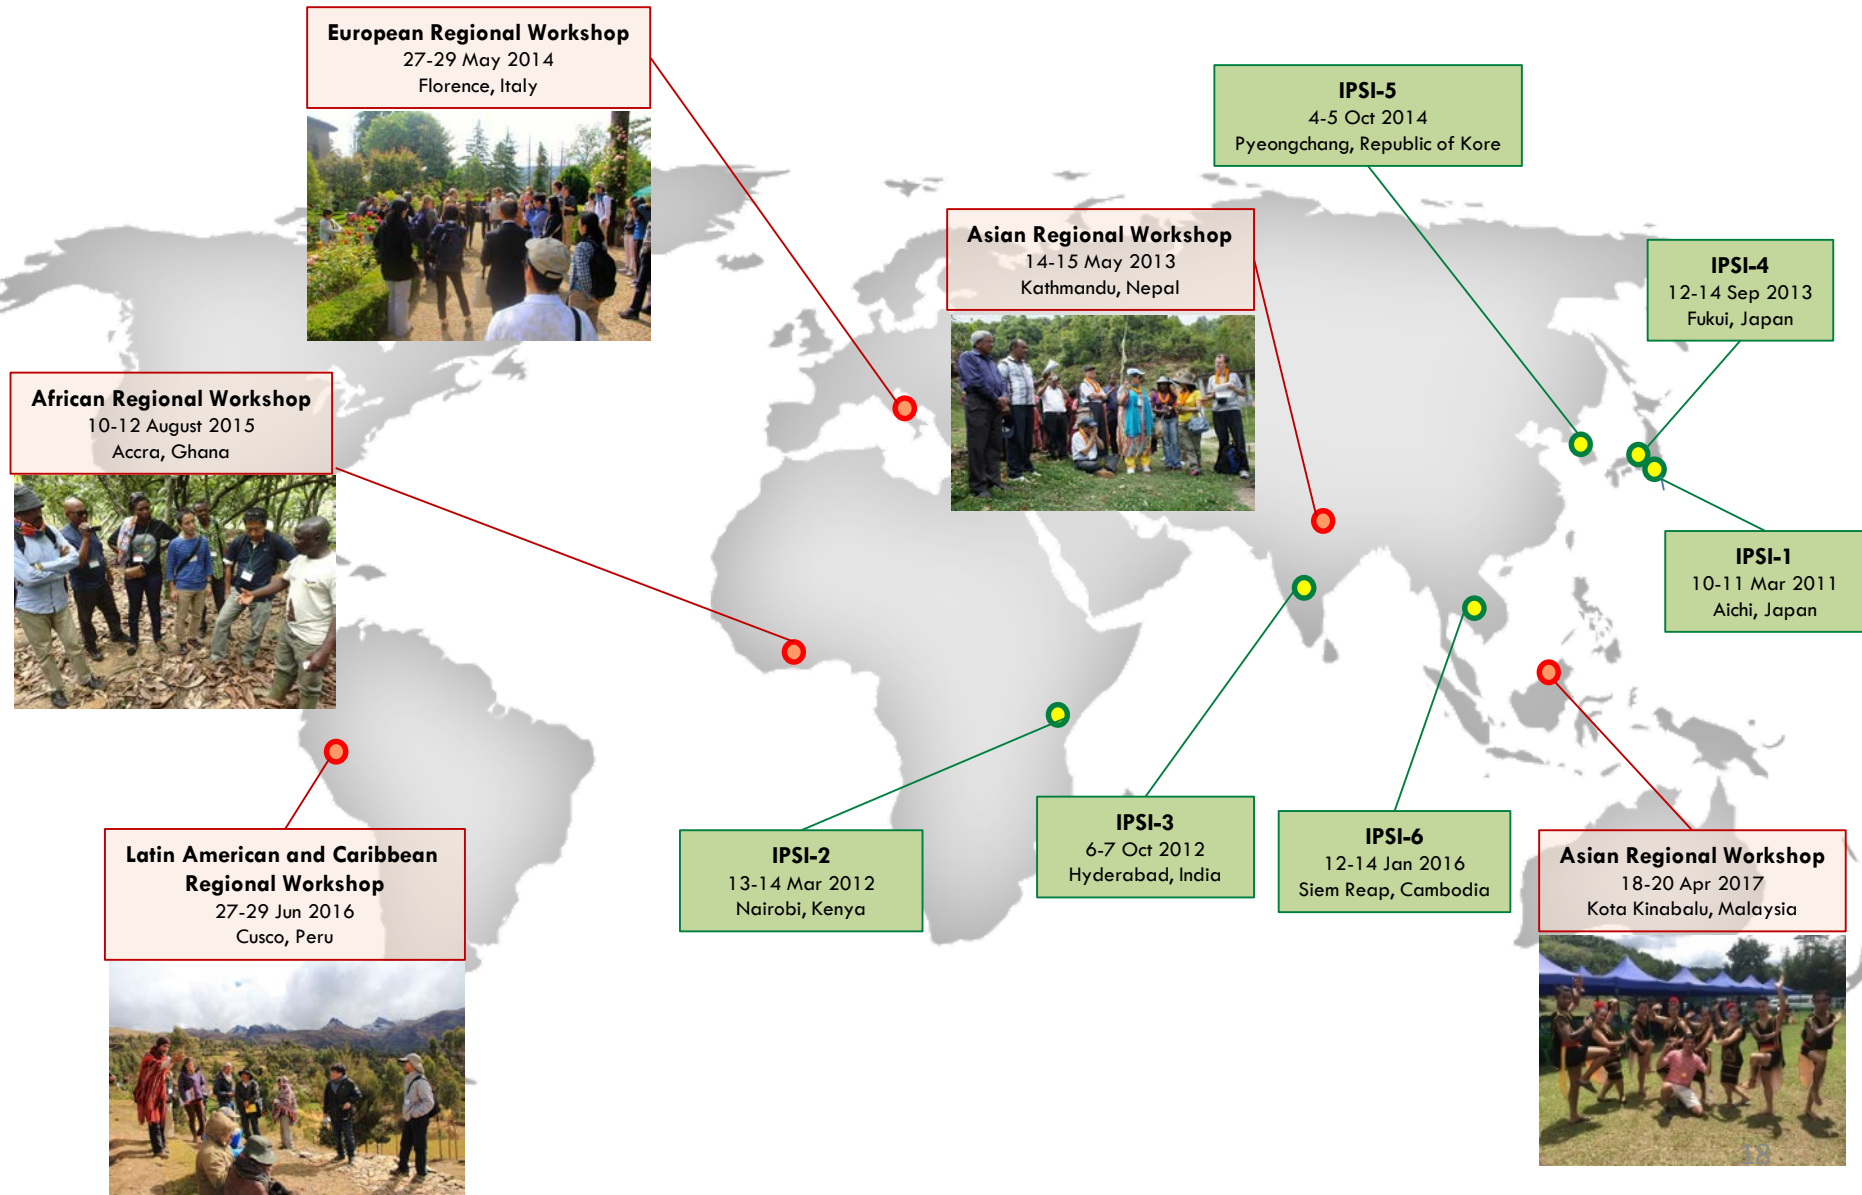 European Regional Workshop
27-29 May 2014
Florence, Italy
IPSI-5
4-5 Oct 2014
Pyeongchang, Republic of Kore
Asian Regional Workshop
14-15 May 2013
Kathmandu, Nepal
IPSI-4
12-14 Sep 2013
Fukui, Japan
African Regional Workshop
10-12 August 2015
Accra, Ghana
IPSI-1
10-11 Mar 2011
Aichi, Japan
Latin American and Caribbean
Regional Workshop
27-29 Jun 2016
Cusco, Peru
IPSI-2
13-14 Mar 2012
Nairobi, Kenya
IPSI-3
6-7 Oct 2012
Hyderabad, India
IPSI-6
12-14 Jan 2016
Siem Reap, Cambodia
Asian Regional Workshop
18-20 Apr 2017
Kota Kinabalu, Malaysia